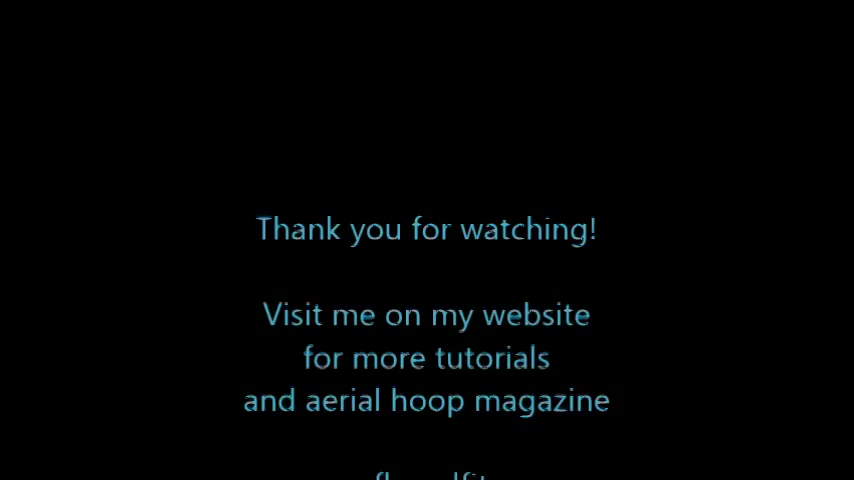 Thank you for watching!
Visit me on my website
for more tutorials
and aerial hoop magazine